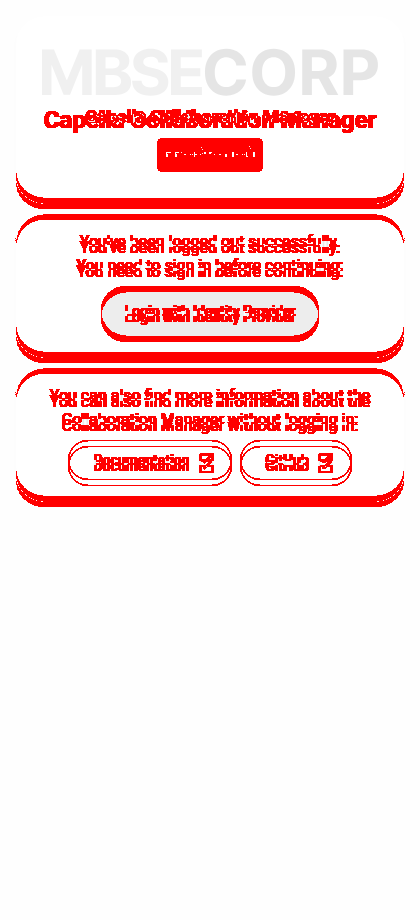 MBSECORP
Capella Collaboration Manager
You've been logged out successfully.
You need to sign in before continuing:
Login with Identity Provider
You can also find more information about the
Collaboration Manager without logging in:
Documentation
GitHub